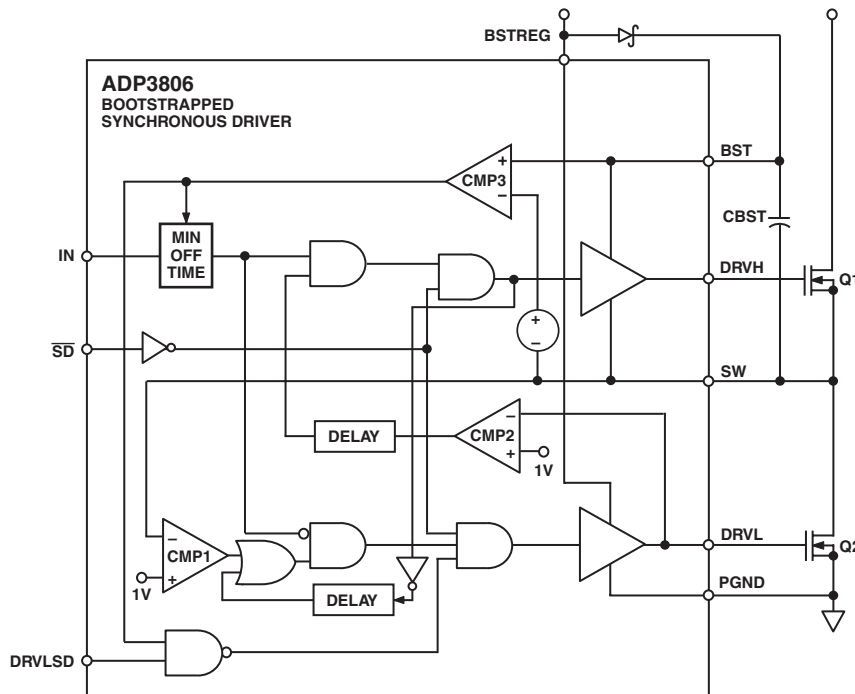 BSTREG
ADP3806
BOOTSTRAPPED
SYNCHRONOUS DRIVER
BST
+
CMP3
–
CBST
MIN
OFF
TIME
IN
DRVH
Q1
+
–
SD
SW
DELAY
–
CMP2
+
1V
–
CMP1
+
1V
DRVL
Q2
DELAY
PGND
DRVLSD